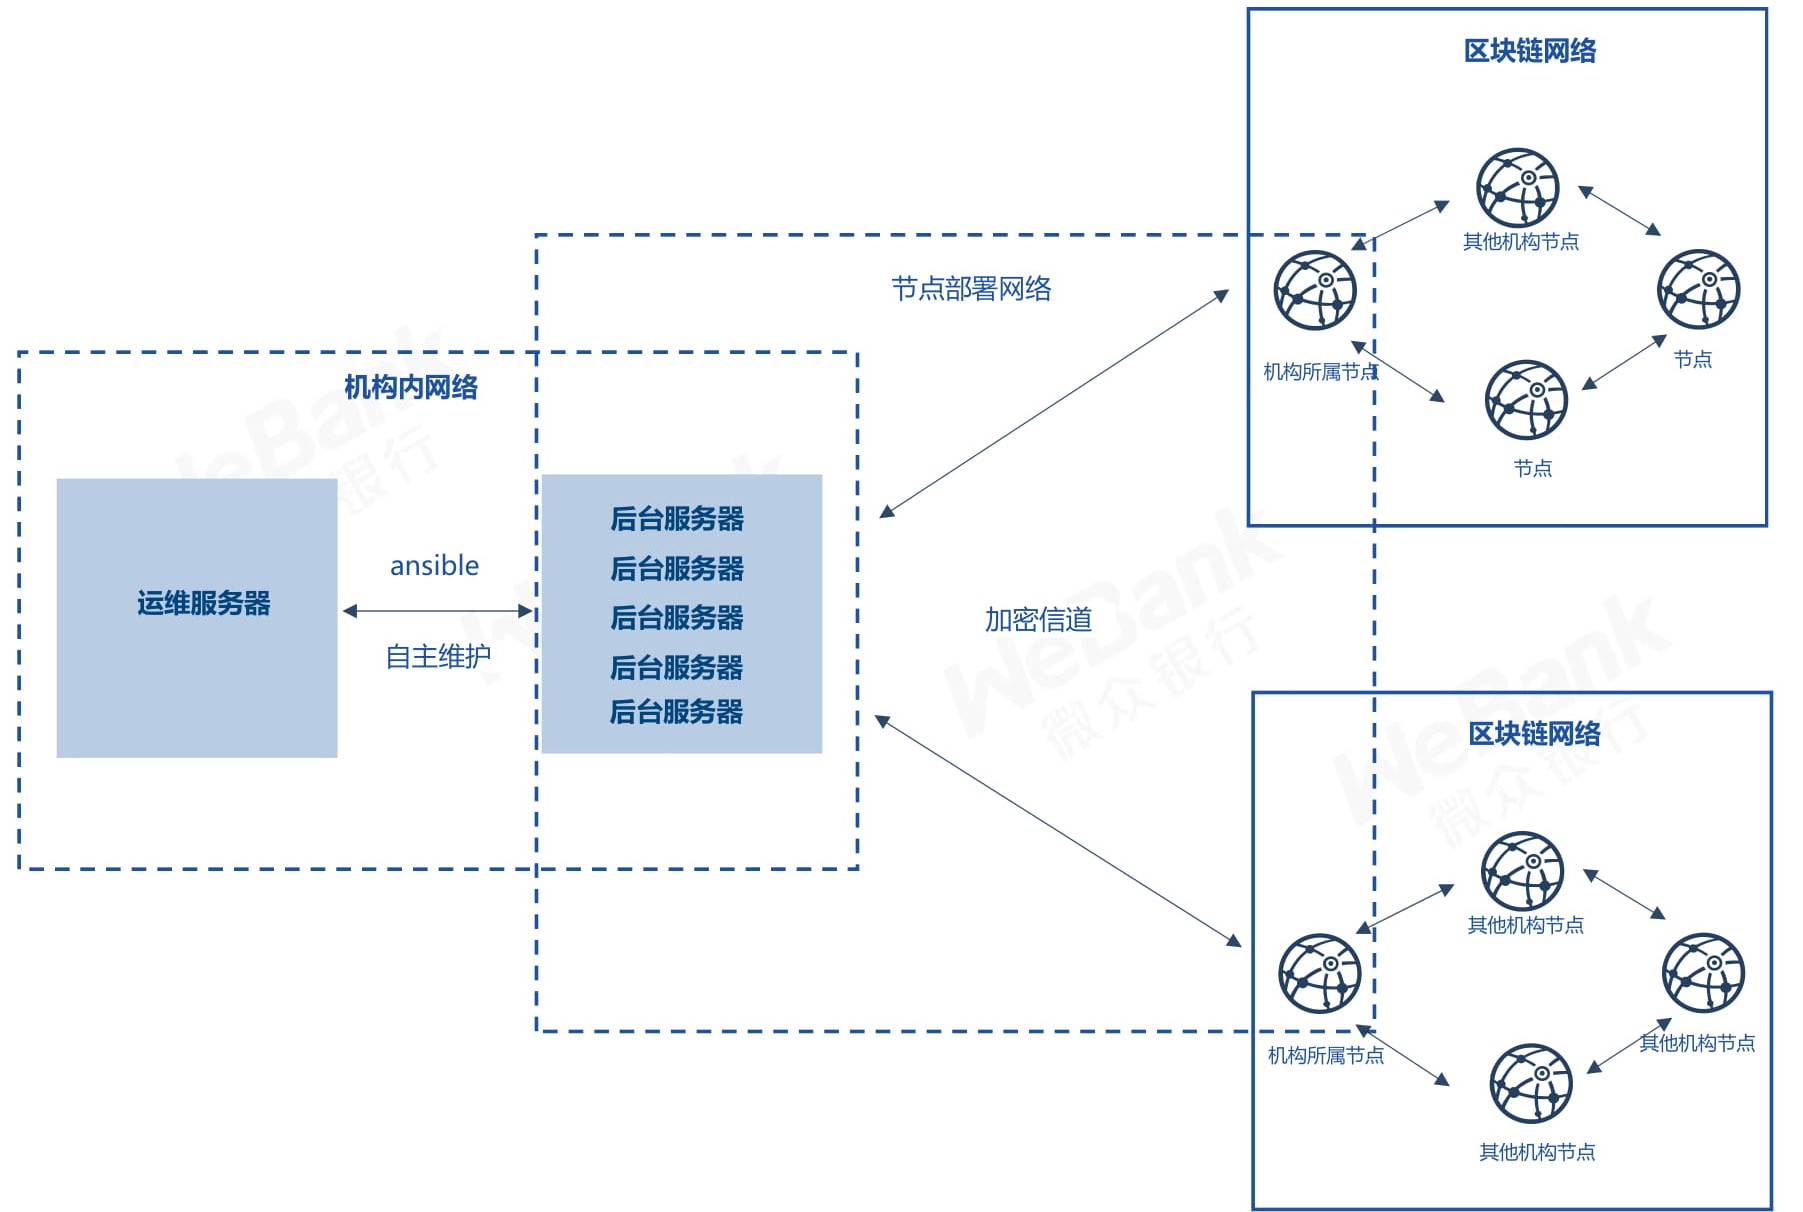 区块链网络
其他机构节点
机构所属节点
节点
节点
节点部署网络
机构内网络
运维服务器
ansible
自主维护
后台服务器
后台服务器
后台服务器
后台服务器
后台服务器
加密信道
区块链网络
其他机构节点
机构所属节点
其他机构节点
其他机构节点
WeBank
微众银行
WeBank
微众银行